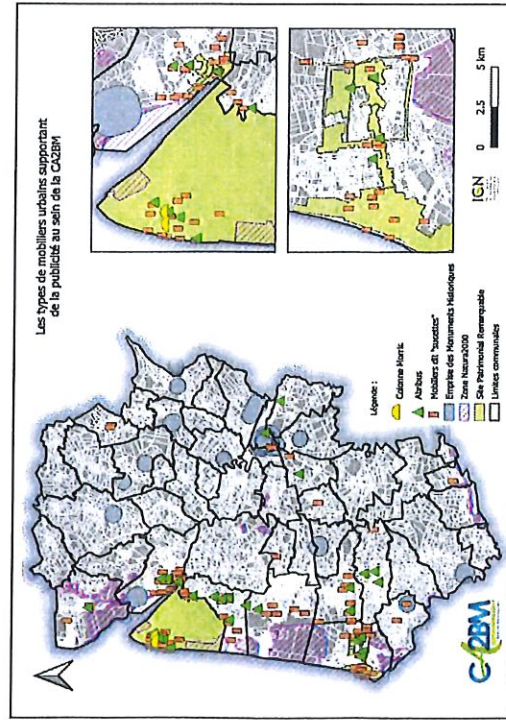 Les types de mobiliers urbains supportant
de la publicité au sein de la CA2BM
Légende :
Colonne Morris
Abribus
Mobiliers dit "sucettes"
Emprise des Monuments Historiques
Zone Natura2000
Site Patrimonial Remarquable
Limites communales
IGN
0 2.5 5 km
CA2BM